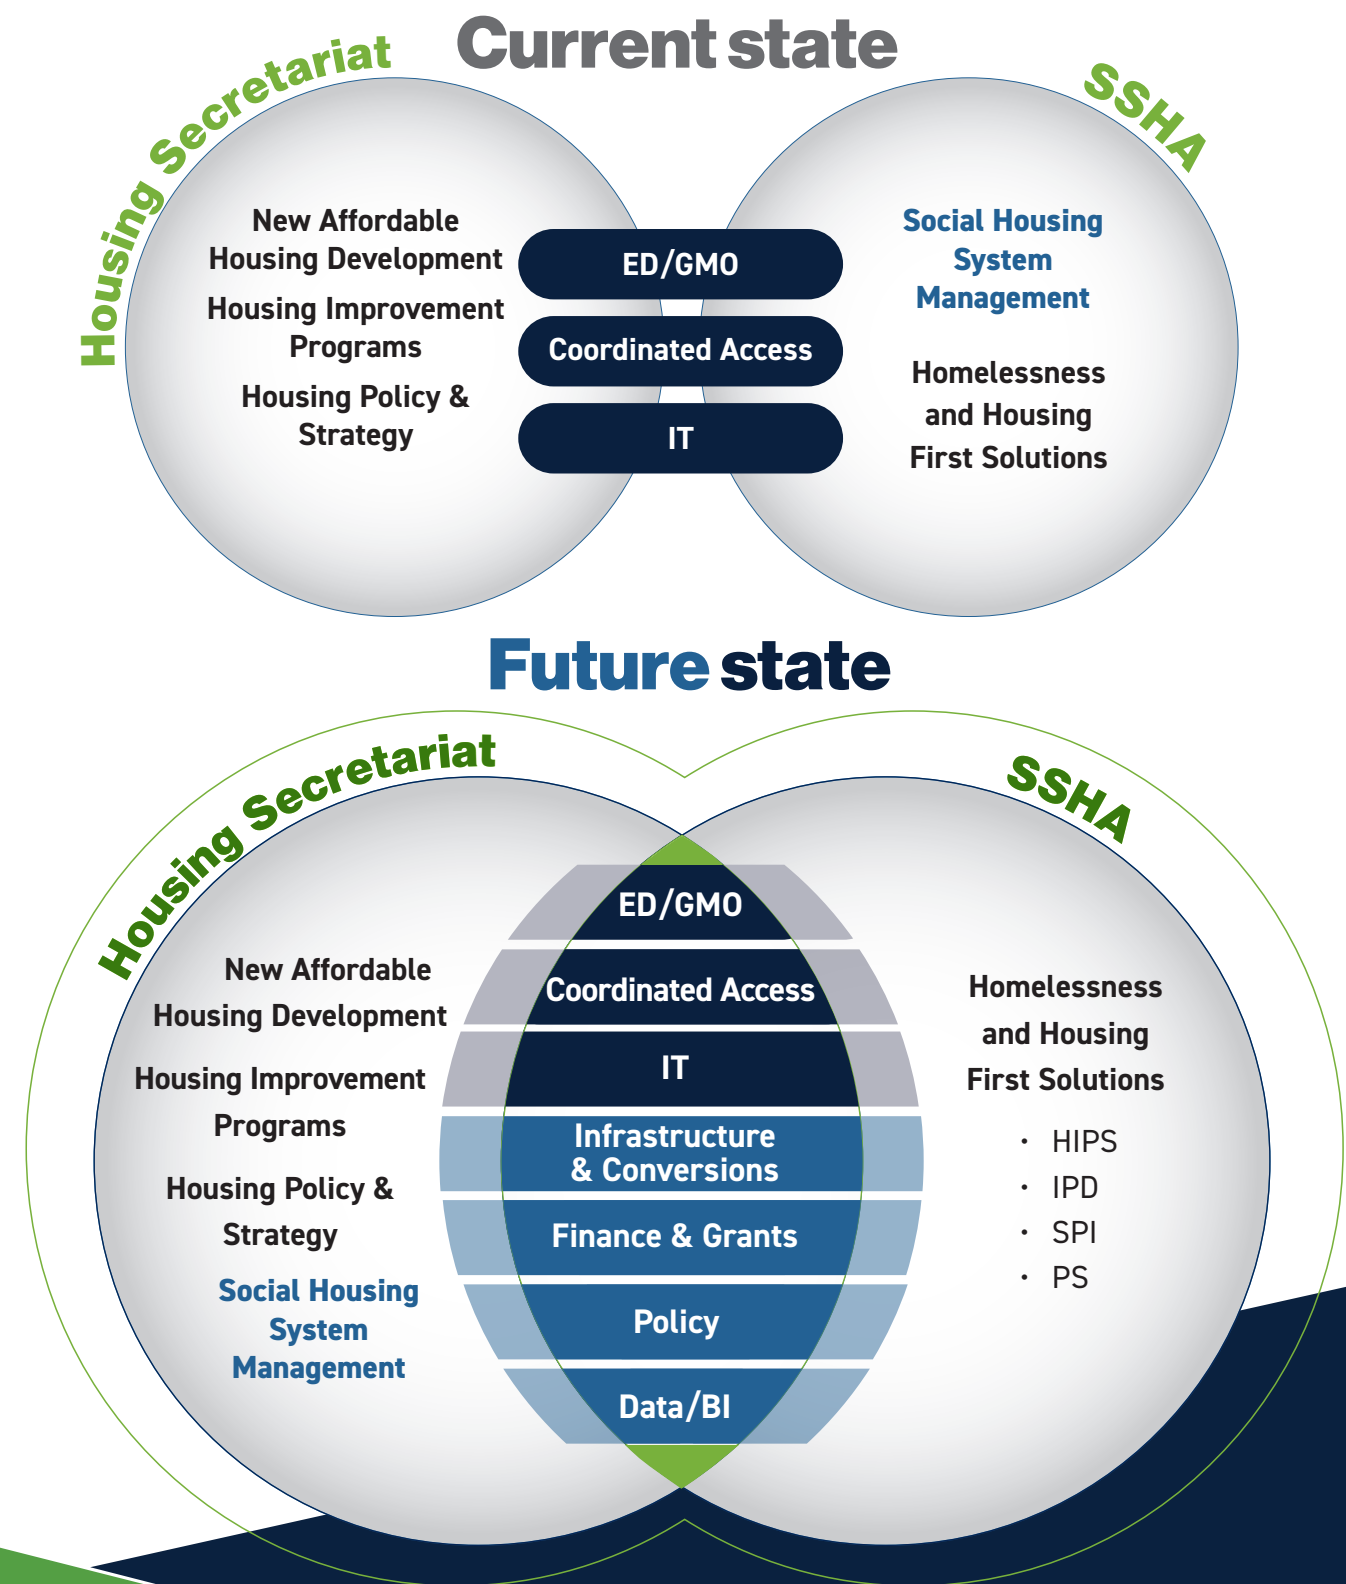 Current state
Housing Secretariat
SSHA
New Affordable
Housing Development
Housing Improvement
Programs
Housing Policy &
Strategy
ED/GMO
Coordinated Access
IT
Social Housing
System
Management
Homelessness
and Housing
First Solutions
Future state
Housing Secretariat
SSHA
New Affordable
Housing Development
Housing Improvement
Programs
Housing Policy &
Strategy
Social Housing
System
Management
ED/GMO
Coordinated Access
IT
Infrastructure
& Conversions
Finance & Grants
Policy
Data/BI
Homelessness
and Housing
First Solutions
· HIPS
· IPD
· SPI
· PS